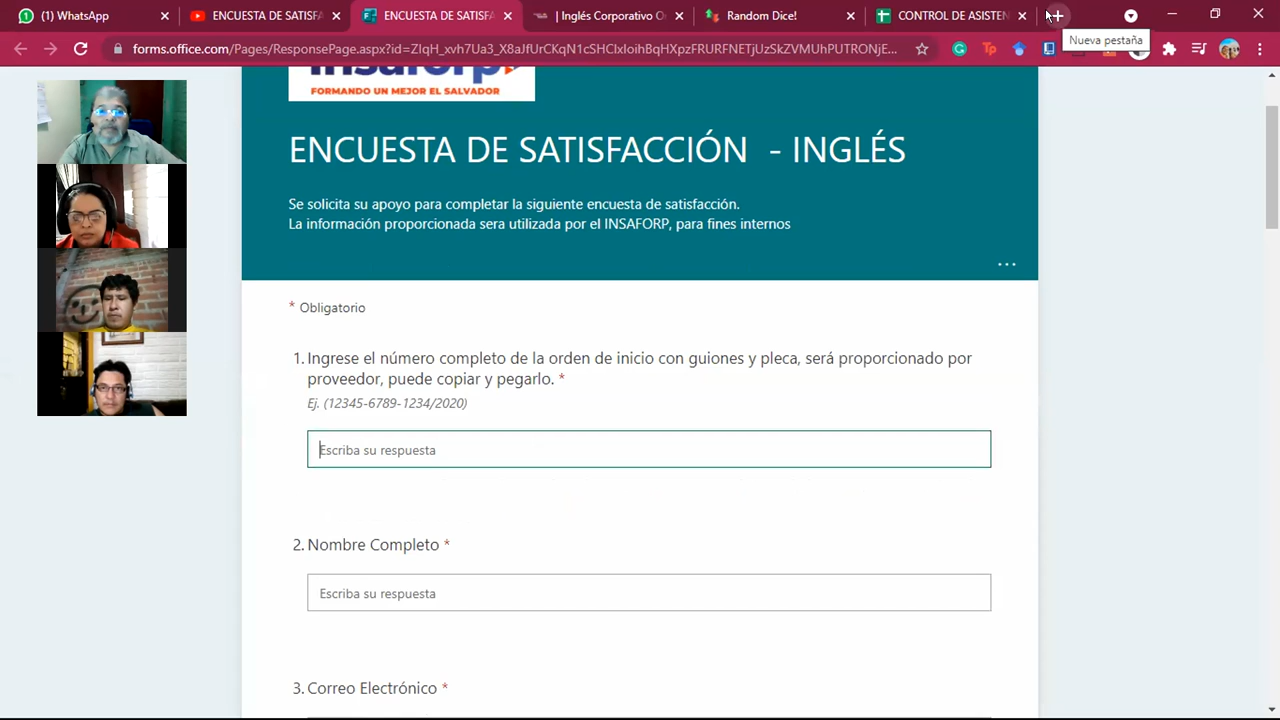 (1) WhatsApp
ENCUESTA DE SATISFA
ENCUESTA DE SATISFA
| Inglés Corporativo O
Random Dice!
CONTROL DE ASISTEN
forms.office.com/Pages/ResponsePage.aspx?id=ZIqH_xvh7Ua3_X8aJfUrCKqN1cSHCIxIoihBqHXpzFRURFNETjUzSkZVMUhPUTRONjE...
Nueva pestaña
insaforp
FORMANDO UN MEJOR EL SALVADOR
ENCUESTA DE SATISFACCIÓN - INGLÉS
Se solicita su apoyo para completar la siguiente encuesta de satisfacción.
La información proporcionada sera utilizada por el INSAFORP, para fines internos
* Obligatorio
1. Ingrese el número completo de la orden de inicio con guiones y pleca, será proporcionado por
proveedor, puede copiar y pegarlo. *
Ej. (12345-6789-1234/2020)
Escriba su respuesta
2. Nombre Completo *
Escriba su respuesta
3. Correo Electrónico *